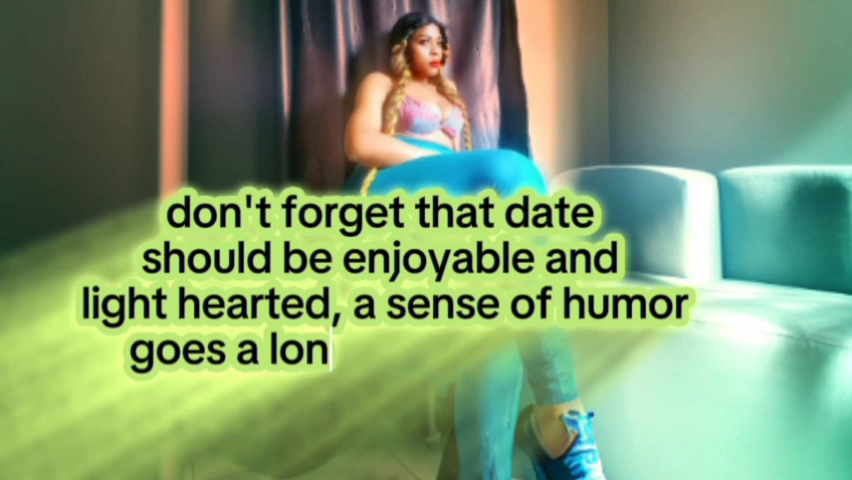 don't forget that date
should be enjoyable and
light hearted, a sense of humor
goes a lon